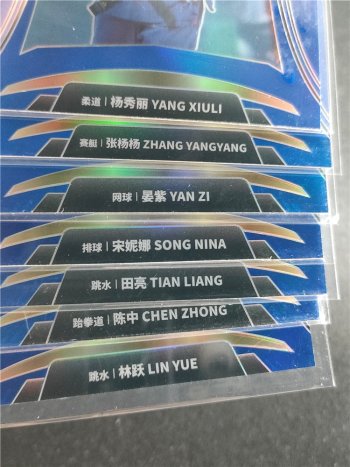 柔道 | 杨秀丽 YANG XIULI
赛艇 | 张杨杨 ZHANG YANGYANG
网球 | 晏紫 YAN ZI
排球 | 宋妮娜 SONG NINA
跳水 | 田亮 TIAN LIANG
跆拳道 | 陈中 CHEN ZHONG
跳水 | 林跃 LIN YUE